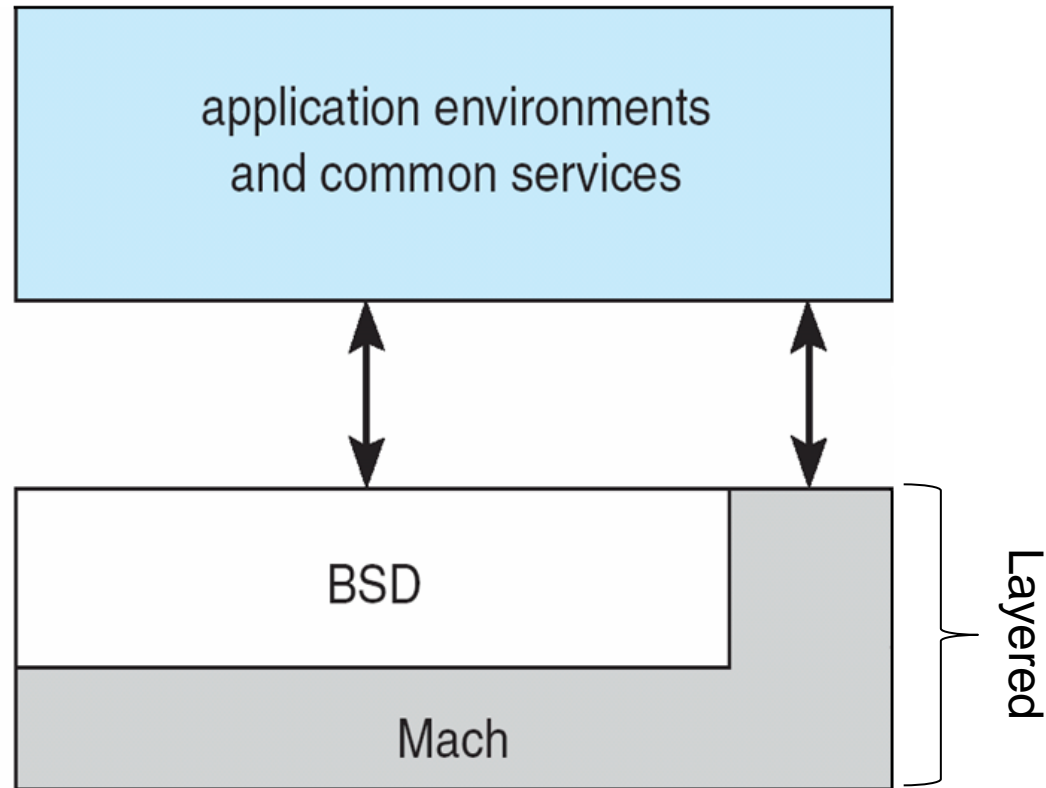 application environments
and common services
BSD
Mach
Layered